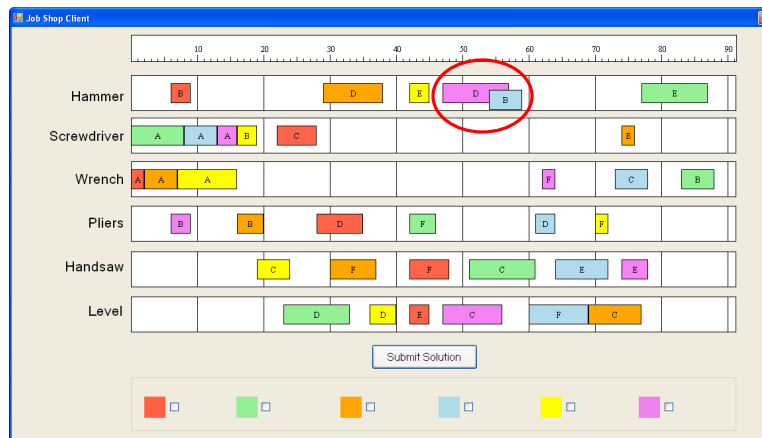 Job Shop Client
10 20 30 40 50 60 70 80 90
Hammer B D E D B E
Screwdriver A A A B C E
Wrench A A A F C B
Pliers B B D F D F
Handsaw C F F C E E
Level D D E C F C
Submit Solution